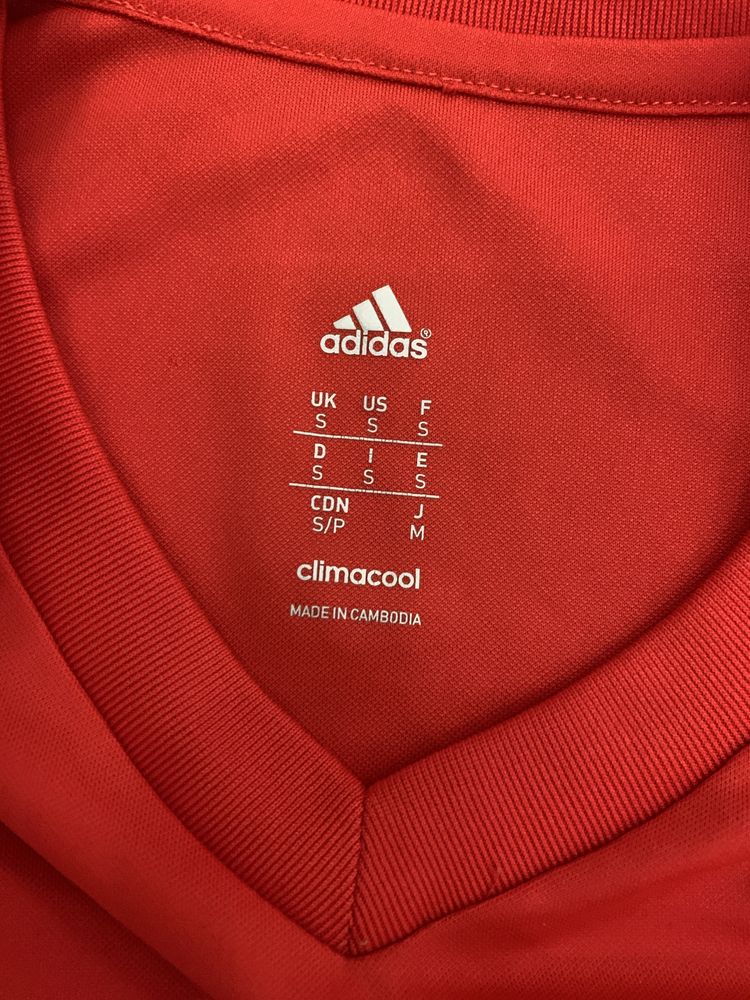 adidas®
UK US F
S S S
D I E
S S S
CDN J
S/P M
climacool
MADE IN CAMBODIA